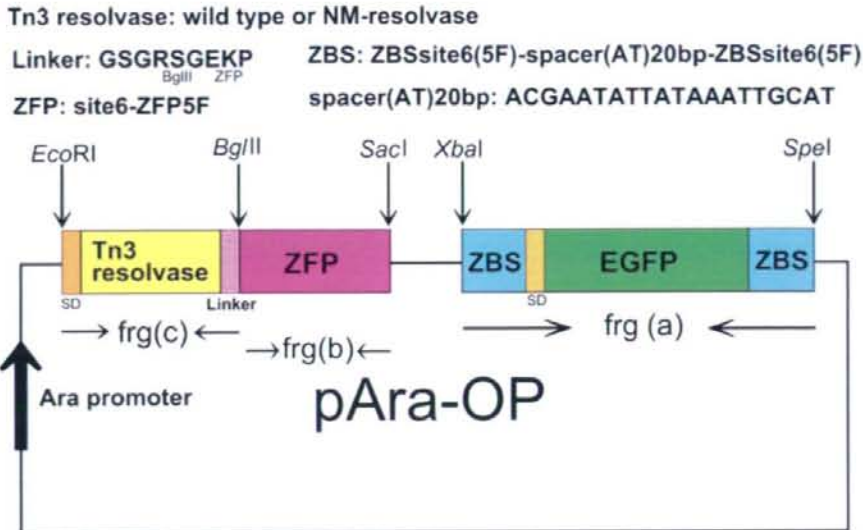 Tn3 resolvase: wild type or NM-resolvase
Linker: GSGRSGEKP
BglII ZFP
ZBS: ZBSsite6(5F)-spacer(AT)20bp-ZBSsite6(5F)
ZFP: site6-ZFP5F
spacer(AT)20bp: ACGAATATTATAAATTGCAT
EcoRI BglII SacI XbaI SpeI
Tn3
resolvase
ZFP
ZBS EGFP ZBS
SD Linker SD
frg(c) frg(b) frg (a)
Ara promoter
pAra-OP